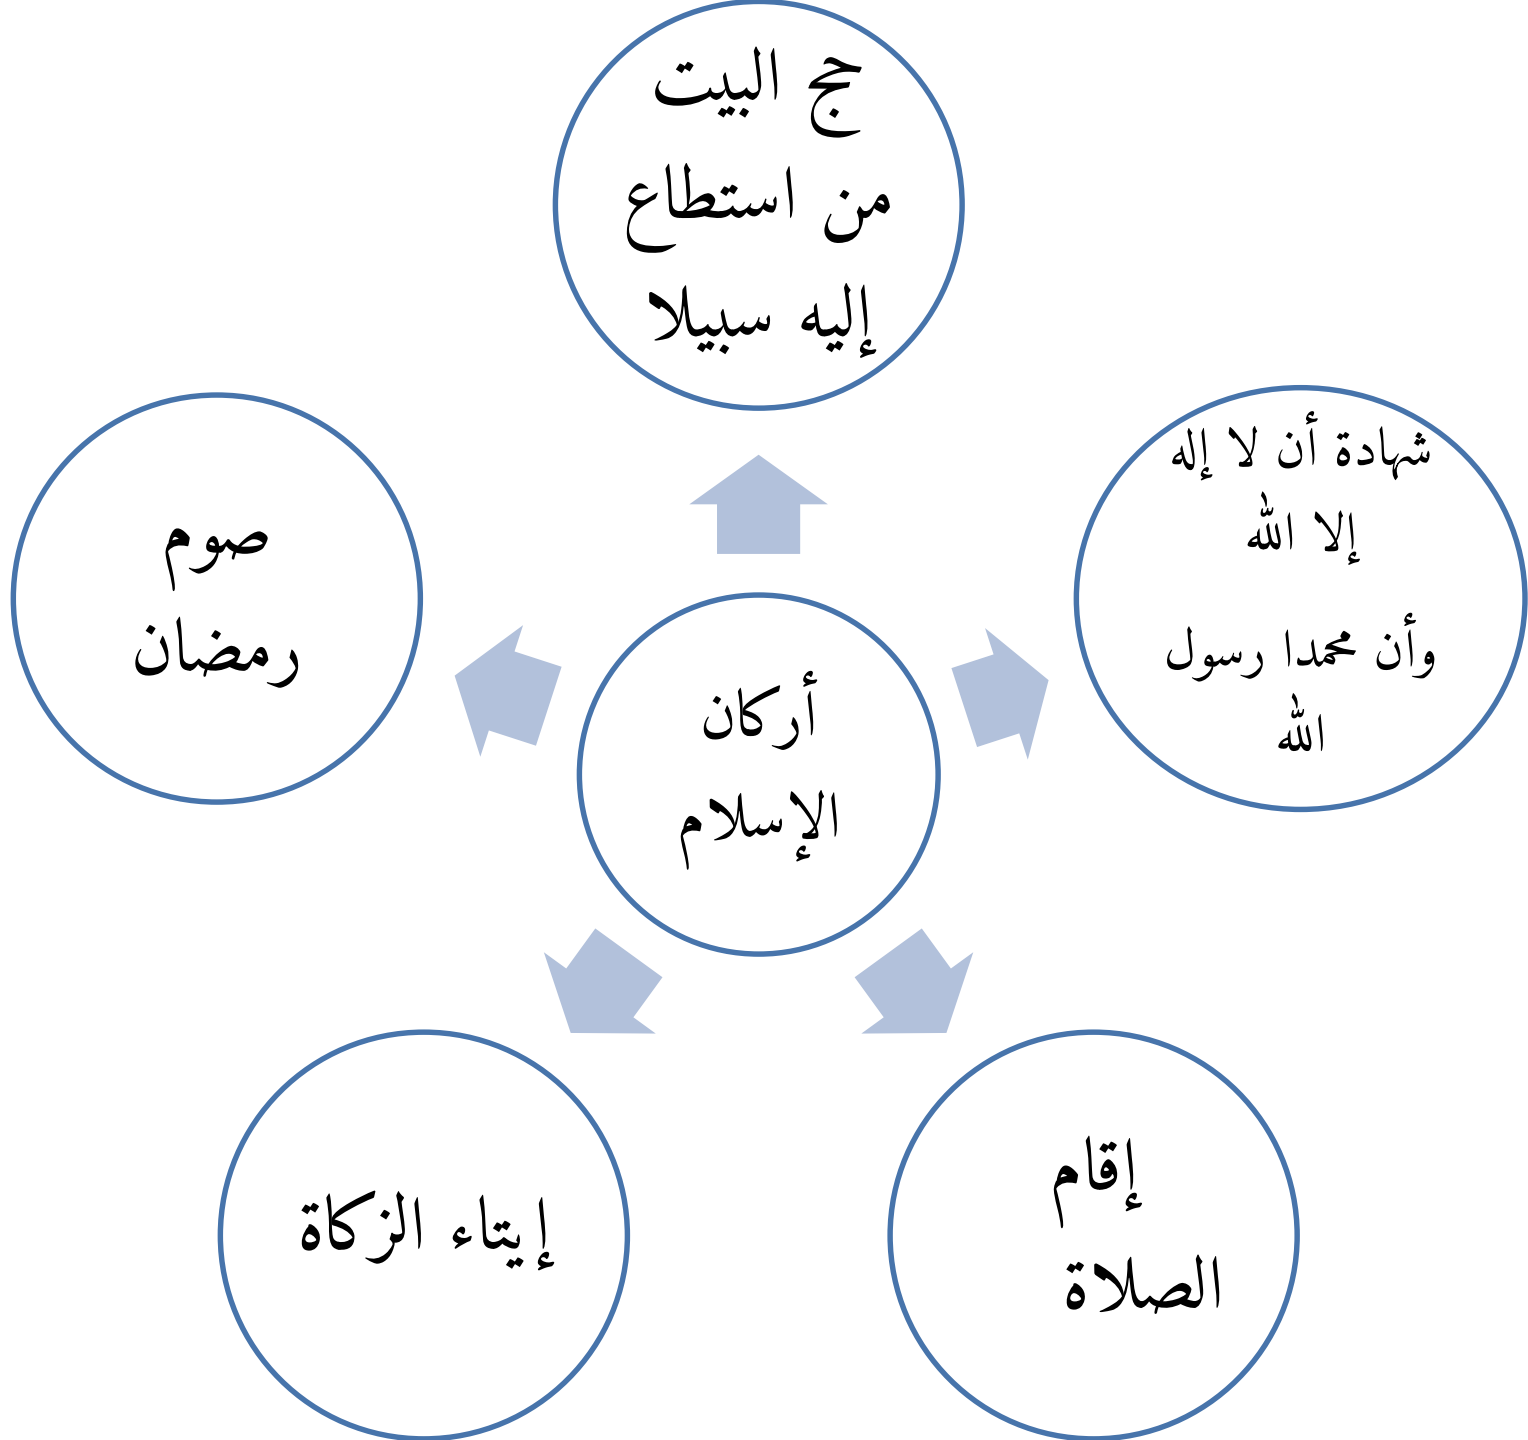 حج البيت
من استطاع
إليه سبيلا
شهادة أن لا إله
إلا الله
وأن محمدا رسول
الله
صوم
رمضان
أركان
الإسلام
إقام
الصلاة
إيتاء الزكاة